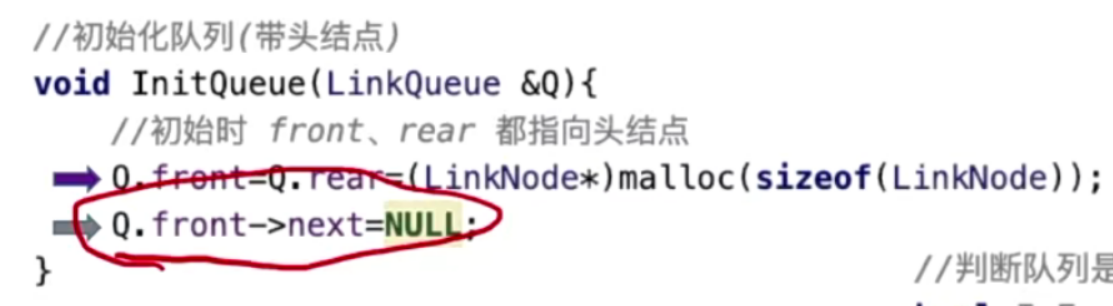 //初始化队列(带头结点)
void InitQueue(LinkQueue &Q){
//初始时 front、rear 都指向头结点
Q.front=Q.rear=(LinkNode*)malloc(sizeof(LinkNode));
Q.front->next=NULL;
}
//判断队列是